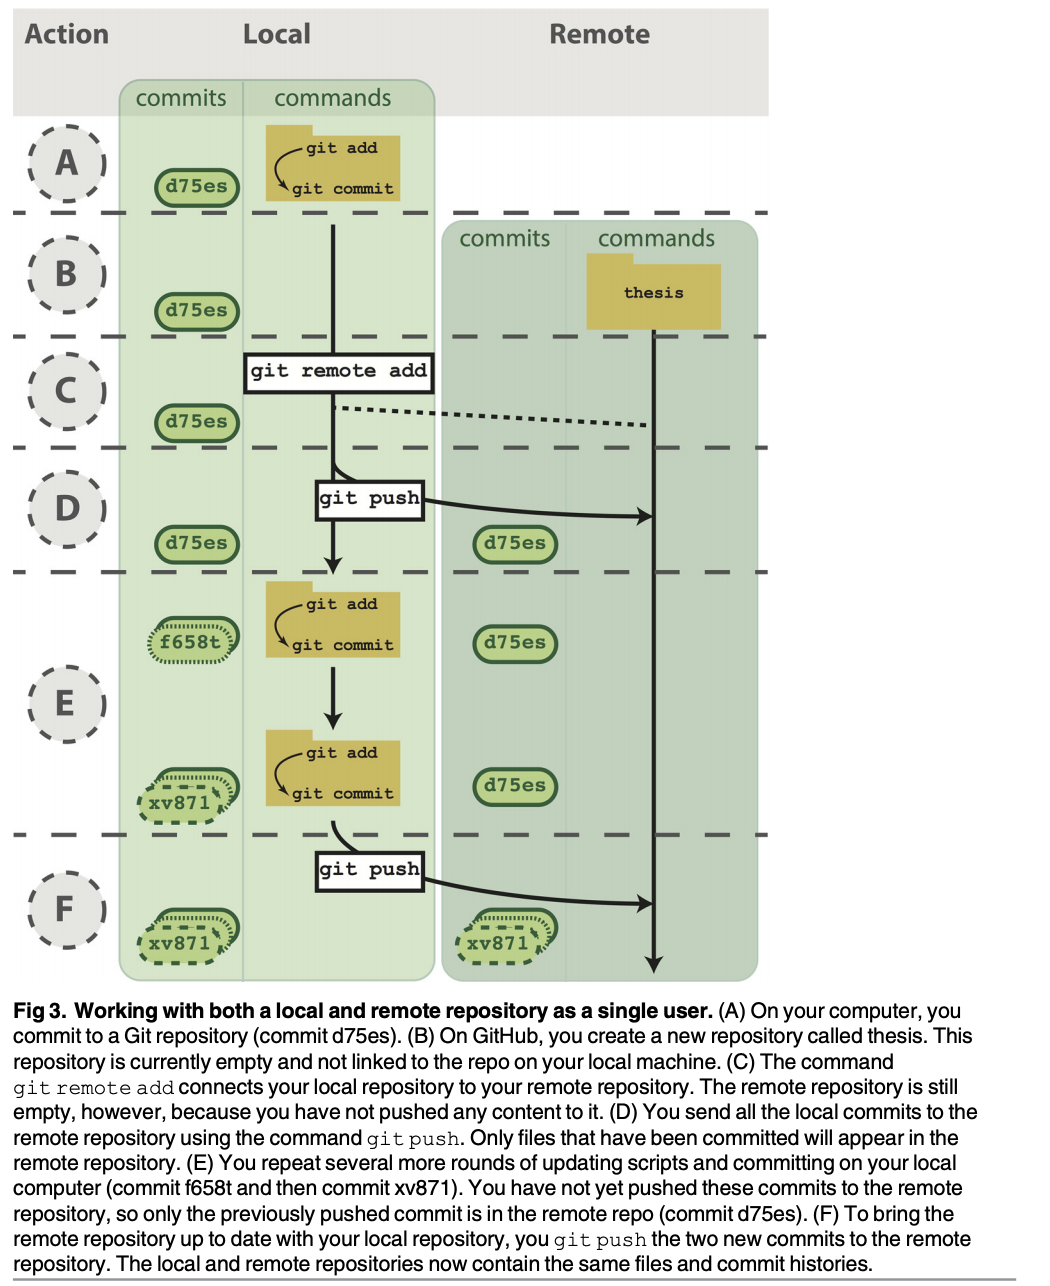 Action Local Remote
commits commands
A
git add
d75es
git commit
commits commands
B
thesis
d75es
git remote add
C
d75es
git push
D
d75es d75es
git add
f658t git commit d75es
E
git add
d75es
xv871 git commit
git push
F
xv871 xv871
Fig 3. Working with both a local and remote repository as a single user. (A) On your computer, you
commit to a Git repository (commit d75es). (B) On GitHub, you create a new repository called thesis. This
repository is currently empty and not linked to the repo on your local machine. (C) The command
git remote add connects your local repository to your remote repository. The remote repository is still
empty, however, because you have not pushed any content to it. (D) You send all the local commits to the
remote repository using the command git push. Only files that have been committed will appear in the
remote repository. (E) You repeat several more rounds of updating scripts and committing on your local
computer (commit f658t and then commit xv871). You have not yet pushed these commits to the remote
repository, so only the previously pushed commit is in the remote repo (commit d75es). (F) To bring the
remote repository up to date with your local repository, you git push the two new commits to the remote
repository. The local and remote repositories now contain the same files and commit histories.